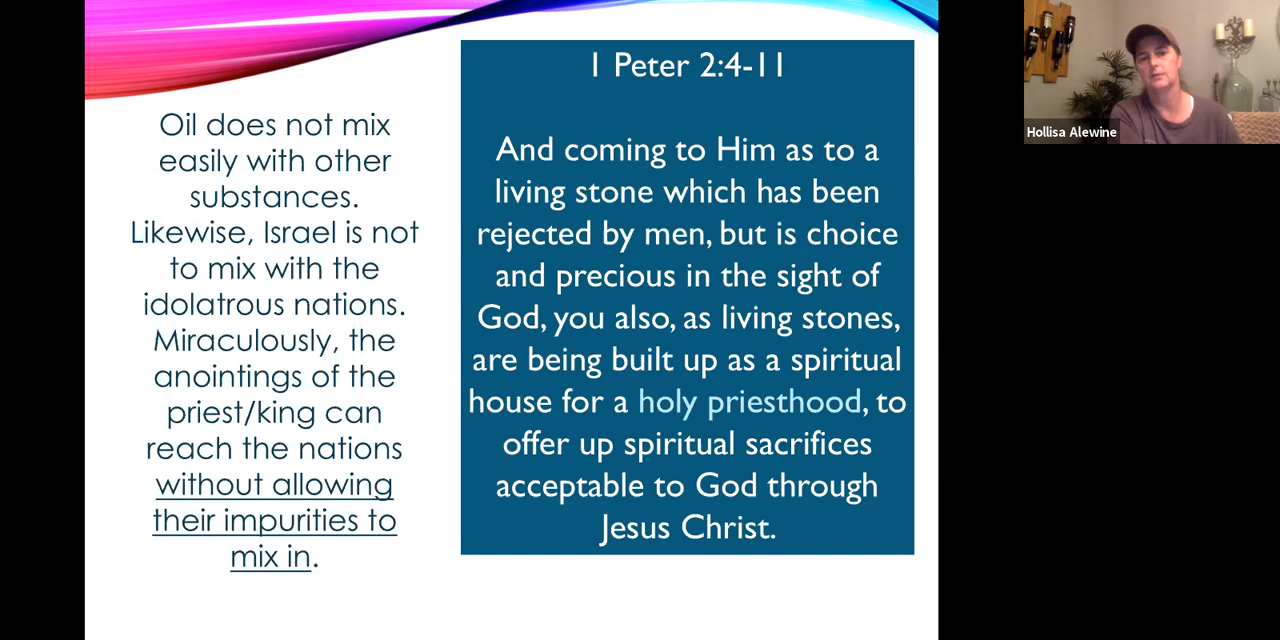 Oil does not mix
easily with other
substances.
Likewise, Israel is not
to mix with the
idolatrous nations.
Miraculously, the
anointings of the
priest/king can
reach the nations
without allowing
their impurities to
mix in.
1 Peter 2:4-11
And coming to Him as to a
living stone which has been
rejected by men, but is choice
and precious in the sight of
God, you also, as living stones,
are being built up as a spiritual
house for a holy priesthood, to
offer up spiritual sacrifices
acceptable to God through
Jesus Christ.
Hollisa Alewine